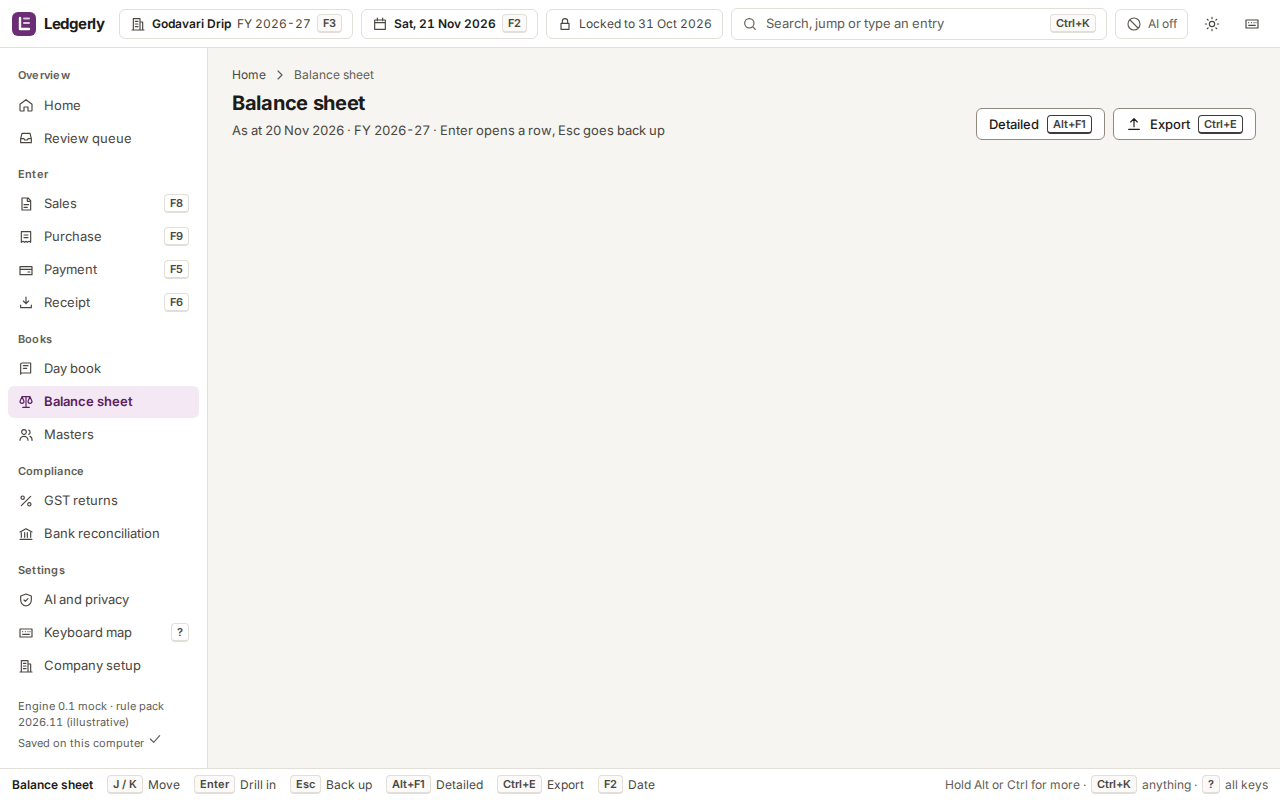 Ledgerly
Godavari Drip FY 2026-27 F3
Sat, 21 Nov 2026 F2
Locked to 31 Oct 2026
Search, jump or type an entry Ctrl+K
AI off
Overview
Home
Review queue
Enter
Sales F8
Purchase F9
Payment F5
Receipt F6
Books
Day book
Balance sheet
Masters
Compliance
GST returns
Bank reconciliation
Settings
AI and privacy
Keyboard map ?
Company setup
Engine 0.1 mock · rule pack
2026.11 (illustrative)
Saved on this computer
Home Balance sheet
Balance sheet
As at 20 Nov 2026 · FY 2026-27 · Enter opens a row, Esc goes back up
Detailed Alt+F1
Export Ctrl+E
Balance sheet J / K Move Enter Drill in Esc Back up Alt+F1 Detailed Ctrl+E Export F2 Date
Hold Alt or Ctrl for more · Ctrl+K anything · ? all keys